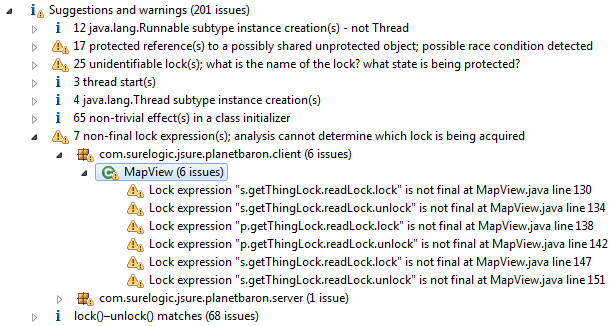 Suggestions and warnings (201 issues)
12 java.lang.Runnable subtype instance creation(s) - not Thread
17 protected reference(s) to a possibly shared unprotected object; possible race condition detected
25 unidentifiable lock(s); what is the name of the lock? what state is being protected?
3 thread start(s)
4 java.lang.Thread subtype instance creation(s)
65 non-trivial effect(s) in a class initializer
7 non-final lock expression(s); analysis cannot determine which lock is being acquired
com.surelogic.jsure.planetbaron.client (6 issues)
MapView (6 issues)
Lock expression "s.getThingLock.readLock.lock" is not final at MapView.java line 130
Lock expression "s.getThingLock.readLock.unlock" is not final at MapView.java line 134
Lock expression "p.getThingLock.readLock.lock" is not final at MapView.java line 138
Lock expression "p.getThingLock.readLock.unlock" is not final at MapView.java line 142
Lock expression "s.getThingLock.readLock.lock" is not final at MapView.java line 147
Lock expression "s.getThingLock.readLock.unlock" is not final at MapView.java line 151
com.surelogic.jsure.planetbaron.server (1 issue)
lock()–unlock() matches (68 issues)